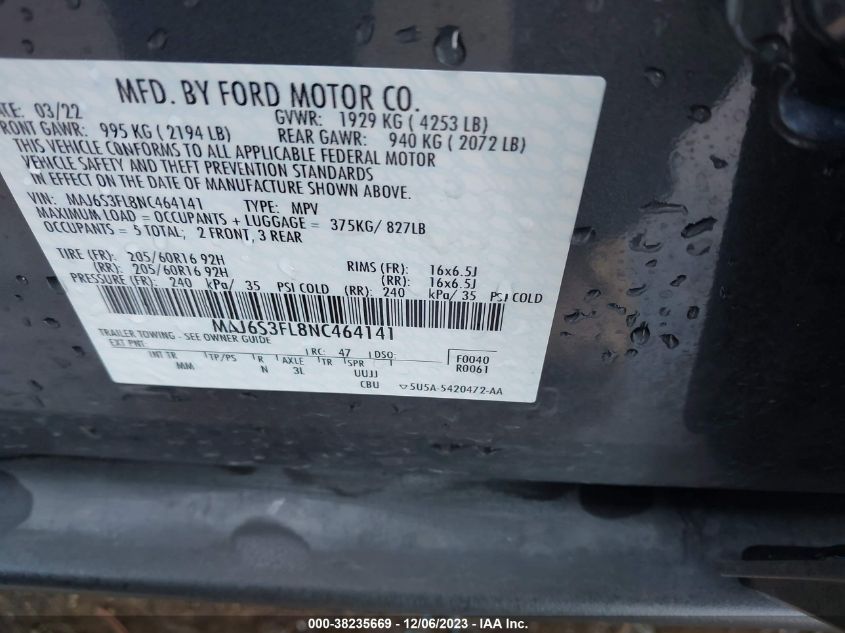 MFD. BY FORD MOTOR CO.
ATE: 03/22 GVWR: 1929 KG ( 4253 LB)
FRONT GAWR: 995 KG ( 2194 LB) REAR GAWR: 940 KG ( 2072 LB)
THIS VEHICLE CONFORMS TO ALL APPLICABLE FEDERAL MOTOR
VEHICLE SAFETY AND THEFT PREVENTION STANDARDS
IN EFFECT ON THE DATE OF MANUFACTURE SHOWN ABOVE.
VIN: MAJ6S3FL8NC464141 TYPE: MPV
MAXIMUM LOAD = OCCUPANTS + LUGGAGE = 375KG/ 827LB
OCCUPANTS = 5 TOTAL; 2 FRONT, 3 REAR
TIRE (FR): 205/60R16 92H RIMS (FR): 16x6.5J
(RR): 205/60R16 92H (RR): 16x6.5J
PRESSURE (FR): 240 kPa/ 35 PSI COLD (RR): 240 kPa/ 35 PSI COLD
MAJ6S3FL8NC464141
TRAILER TOWING - SEE OWNER GUIDE
EXT PNT: RC: 47 DSO: F0040
INT TR TP/PS R AXLE TR SPR R0061
MM N 3L UUJJ
CBU 5U5A-5420472-AA
000-38235669 - 12/06/2023 - IAA Inc.